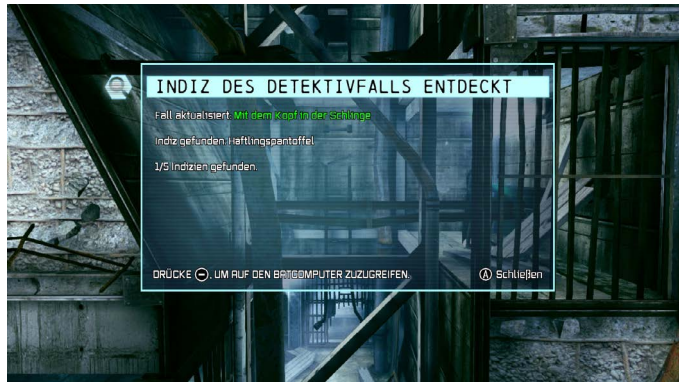 INDIZ DES DETEKTIVFALLS ENTDECKT
Fall aktualisiert: Mit dem Kopf in der Schlinge
Indiz gefunden: Häftlingspantoffel
1/5 Indizien gefunden.
DRÜCKE ⊖, UM AUF DEN BATCOMPUTER ZUZUGREIFEN.
Ⓐ Schließen